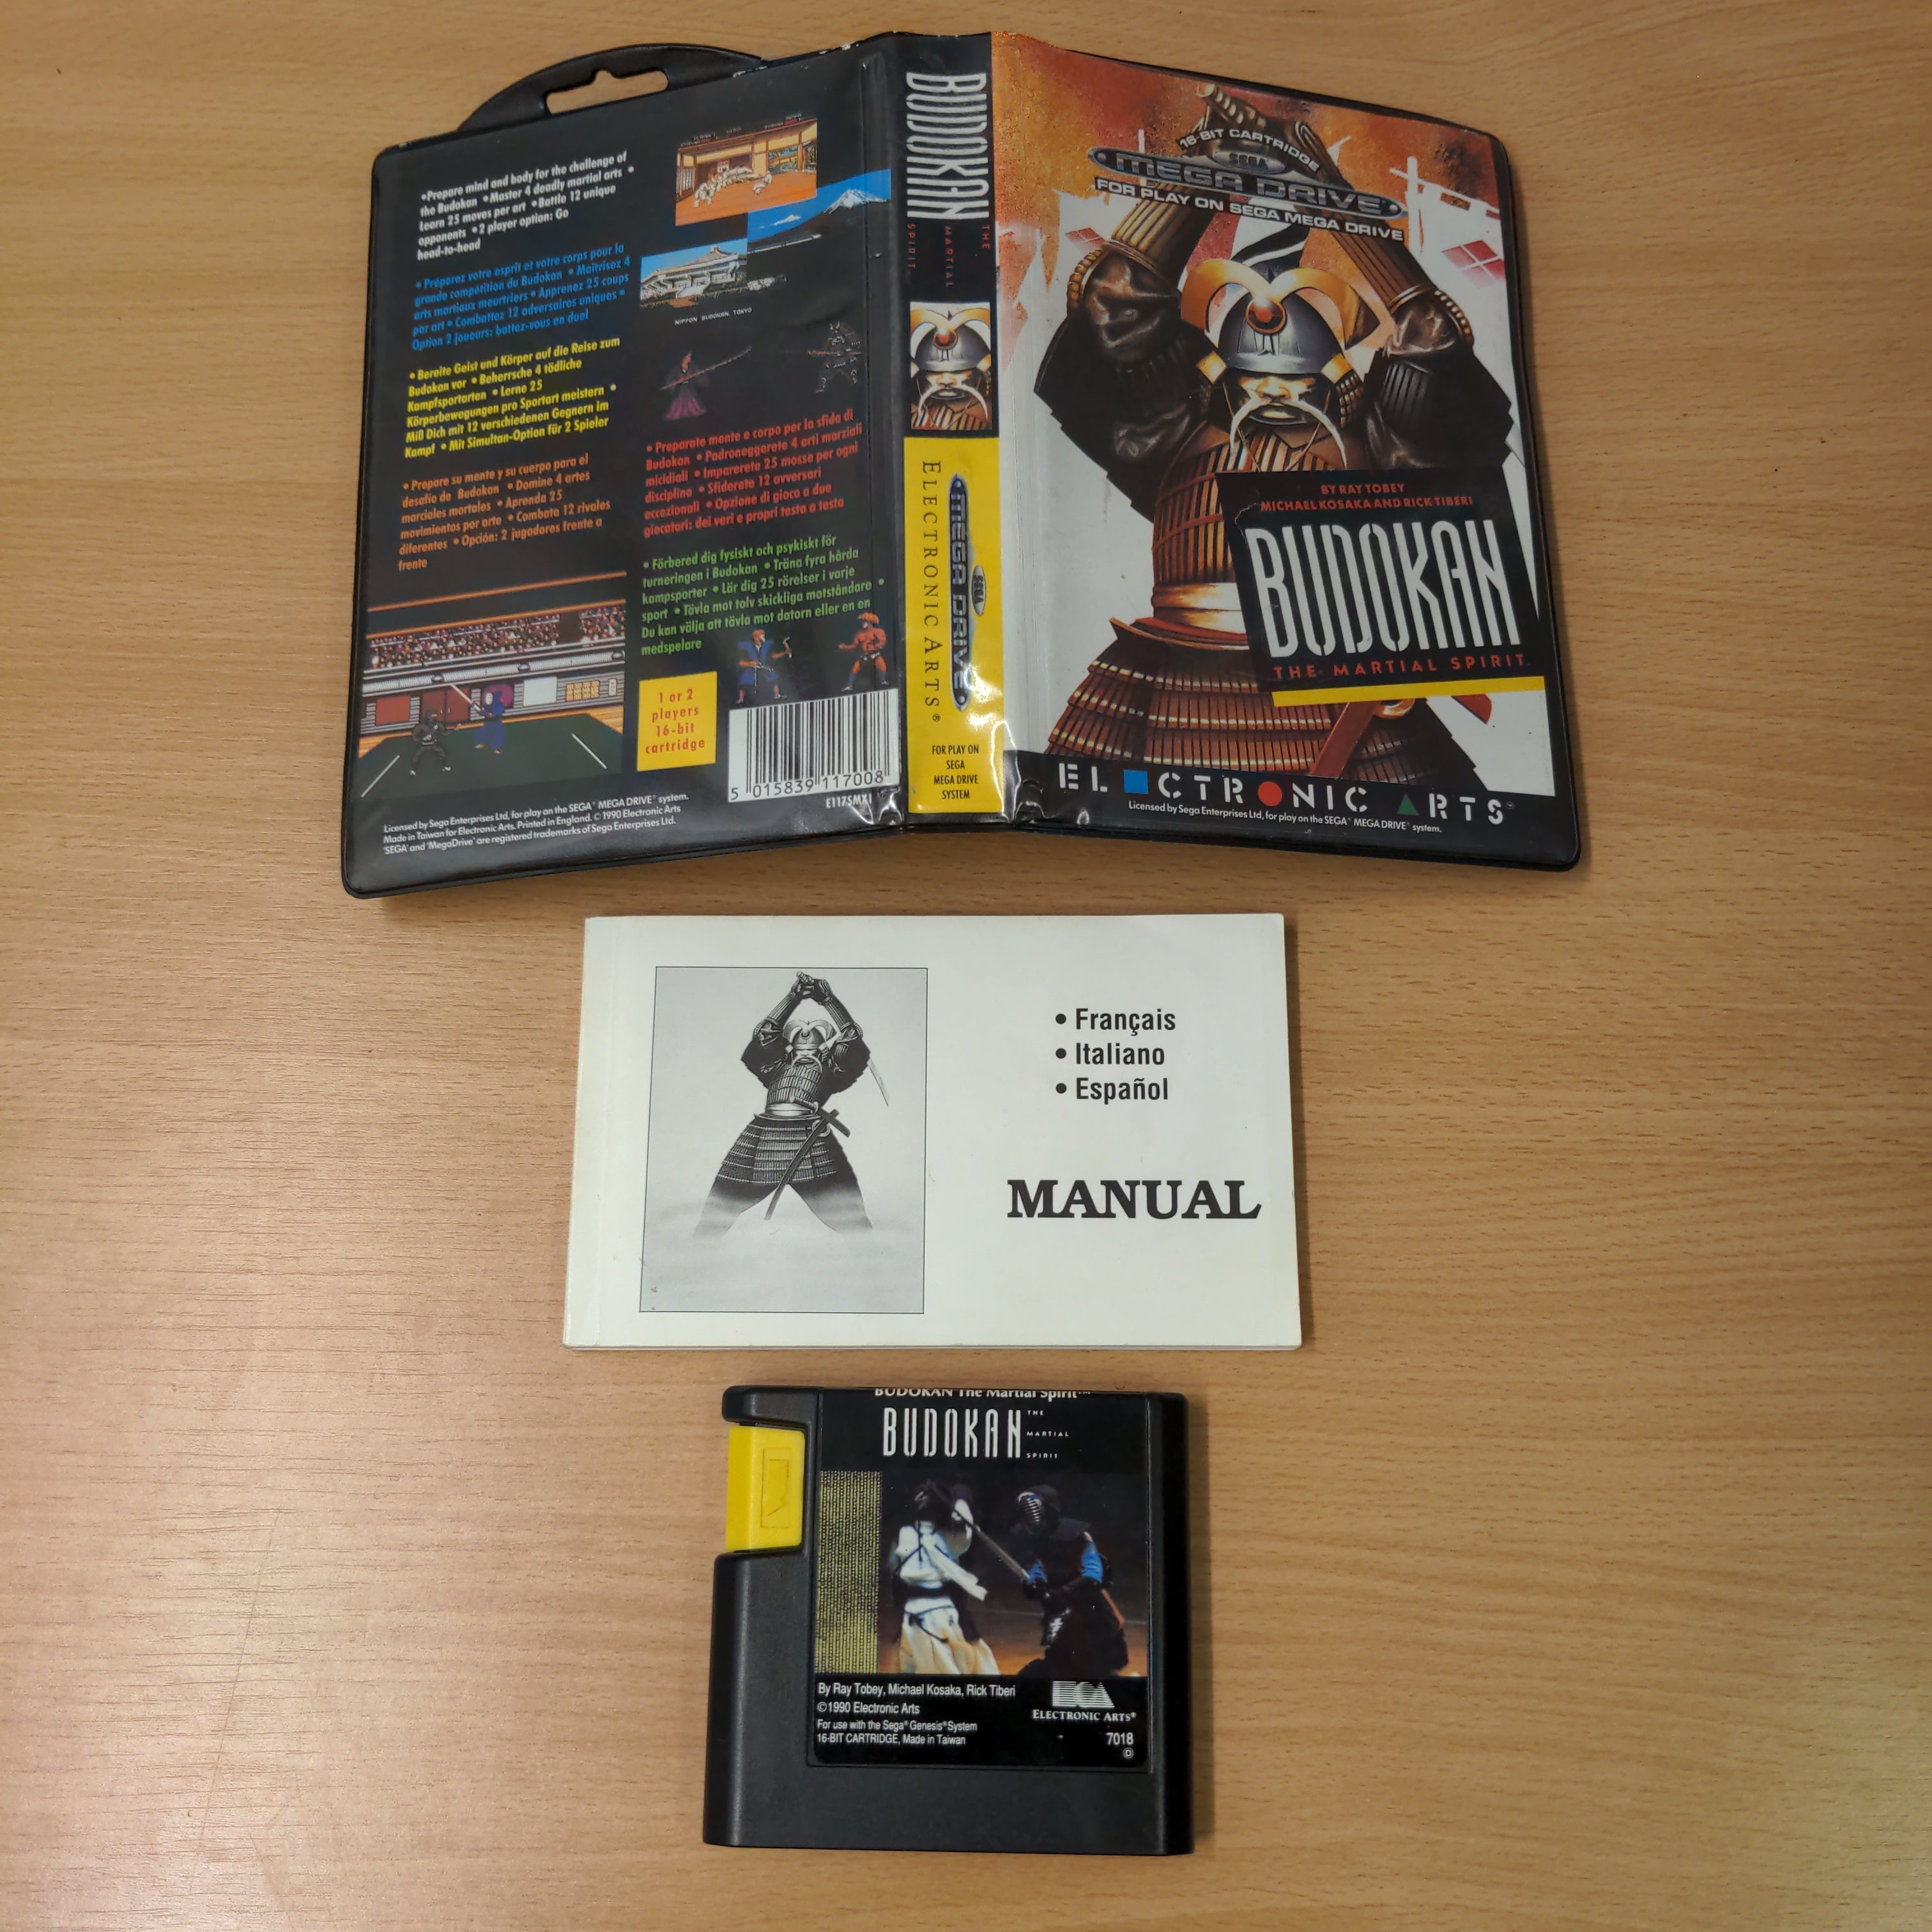 •Prepare mind and body for the challenge of
the Budokan •Master 4 deadly martial arts •
Learn 25 moves per art •Battle 12 unique
opponents •2 player option: Go
head-to-head
• Préparez votre esprit et votre corps pour la
grande compétition du Budokan • Maîtrisez 4
arts martiaux meurtriers • Apprenez 25 coups
par art • Combattez 12 adversaires uniques •
Option 2 joueurs: battez-vous en duel
• Bereite Geist und Körper auf die Reise zum
Budokan vor • Beherrsche 4 tödliche
Kampfsportarten • Lerne 25
Körperbewegungen pro Sportart meistern •
Miß Dich mit 12 verschiedenen Gegnern im
Kampf • Mit Simultan-Option für 2 Spieler
• Prepare su mente y su cuerpo para el
desafío de Budokan • Domine 4 artes
marciales mortales • Aprenda 25
movimientos por arte • Combata 12 rivales
diferentes • Opción: 2 jugadores frente a
frente
NIPPON BUDOKAN, TOKYO
• Preparate mente e corpo per la sfida di
Budokan • Padroneggerete 4 arti marziali
micidiali • Imparerete 25 mosse per ogni
disciplina • Sfiderete 12 avversari
eccezionali • Opzione di gioco a due
giocatori: dei veri e propri testa a testa
• Förbered dig fysiskt och psykiskt för
turneringen i Budokan • Träna fyra hårda
kampsporter • Lär dig 25 rörelser i varje
sport • Tävla mot tolv skickliga motståndare •
Du kan välja att tävla mot datorn eller en en
medspelare
1 or 2
players
16-bit
cartridge
5 015839 117008
E117SMXI
Licensed by Sega Enterprises Ltd, for play on the SEGA® MEGA DRIVE™ system.
Made in Taiwan for Electronic Arts. Printed in England. © 1990 Electronic Arts
'SEGA' and 'MegaDrive' are registered trademarks of Sega Enterprises Ltd.
BUDOKAN
THE
MARTIAL
SPIRIT
ELECTRONIC ARTS®
SEGA
MEGA DRIVE
FOR PLAY ON
SEGA
MEGA DRIVE
SYSTEM
16-BIT CARTRIDGE
SEGA
MEGA DRIVE
FOR PLAY ON SEGA MEGA DRIVE
BY RAY TOBEY
MICHAEL KOSAKA AND RICK TIBERI
BUDOKAN
THE MARTIAL SPIRIT
EL■CTR●NIC ▲RTS™
Licensed by Sega Enterprises Ltd, for play on the SEGA® MEGA DRIVE™ system.
• Français
• Italiano
• Español
MANUAL
BUDOKAN The Martial Spirit™
BUDOKAN
THE
MARTIAL
SPIRIT
By Ray Tobey, Michael Kosaka, Rick Tiberi
©1990 Electronic Arts
For use with the Sega® Genesis® System
16-BIT CARTRIDGE, Made in Taiwan
ELECTRONIC ARTS®
7018
D